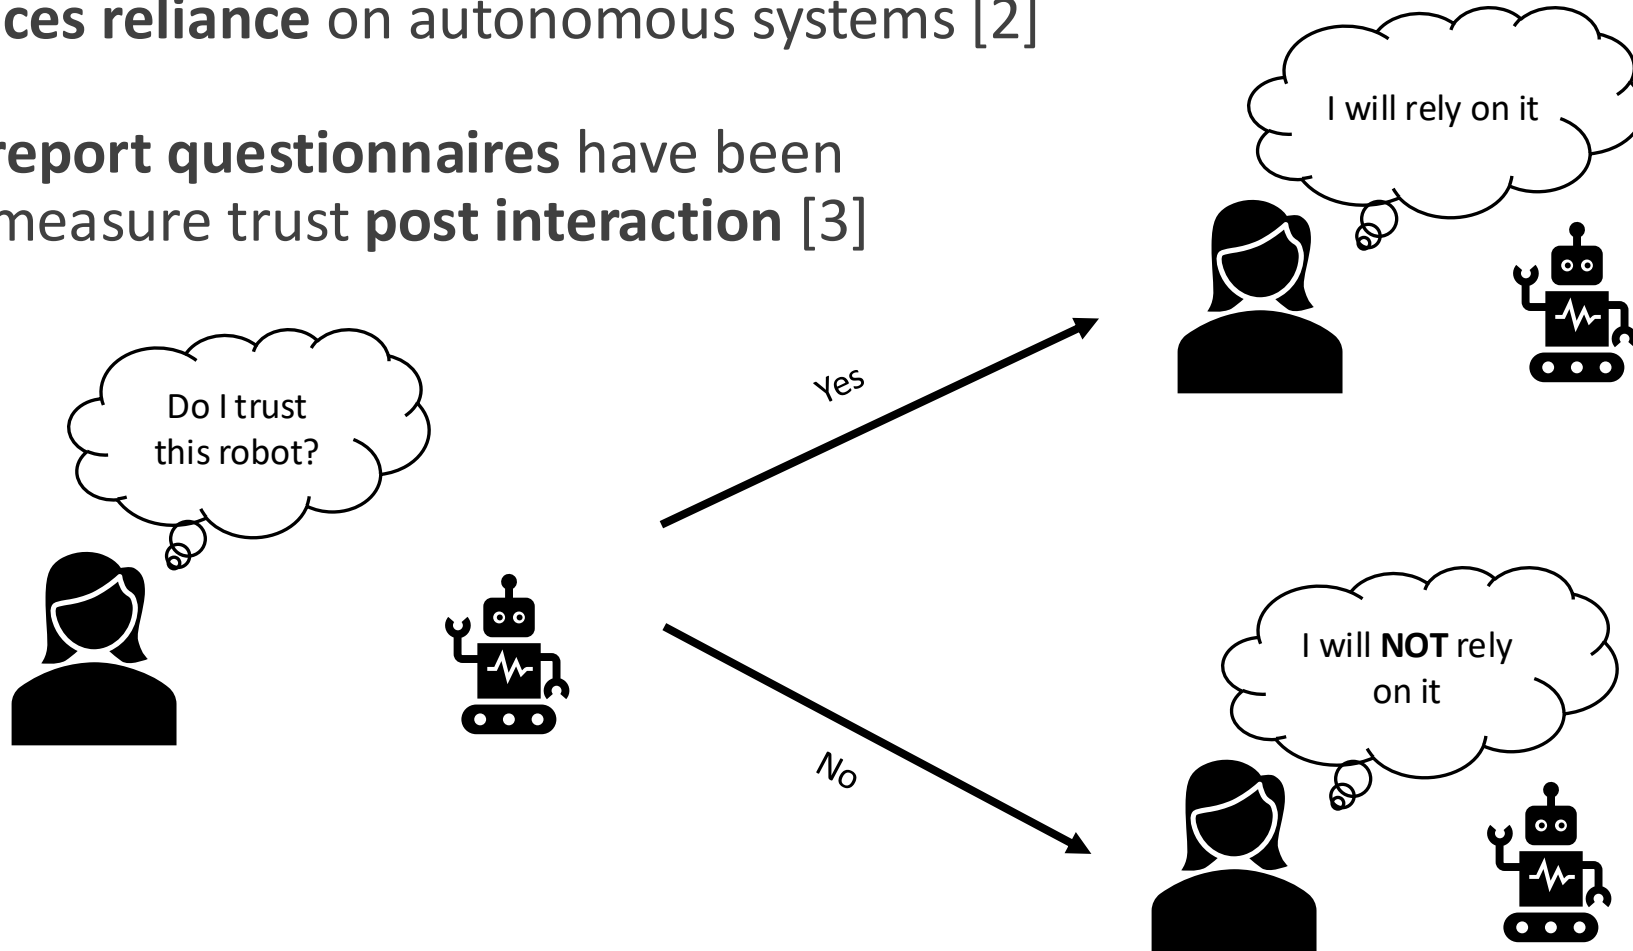 ces reliance on autonomous systems [2]
report questionnaires have been
measure trust post interaction [3]
I will rely on it
Do I trust
this robot?
Yes
No
I will NOT rely
on it